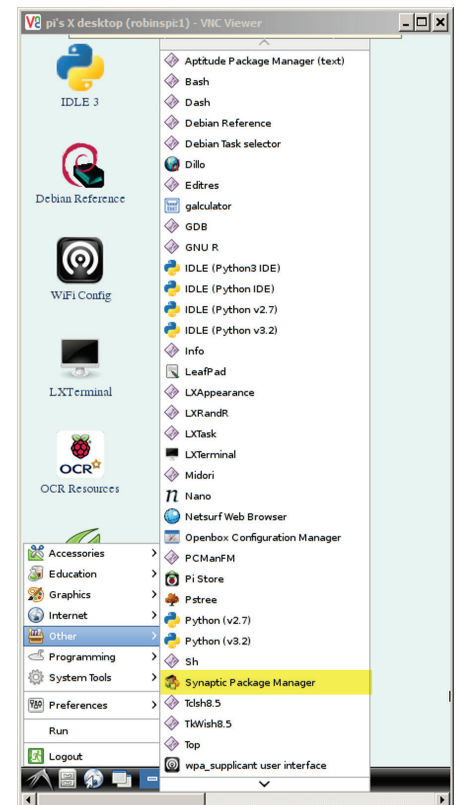 pi's X desktop (robinspi:1) - VNC Viewer
IDLE 3
Debian Reference
WiFi Config
LXTerminal
OCR
OCR Resources
Accessories
Education
Graphics
Internet
Other
Programming
System Tools
Preferences
Run
Logout
Aptitude Package Manager (text)
Bash
Dash
Debian Reference
Debian Task selector
Dillo
Editres
galculator
GDB
GNU R
IDLE (Python3 IDE)
IDLE (Python IDE)
IDLE (Python v2.7)
IDLE (Python v3.2)
Info
LeafPad
LXAppearance
LXRandR
LXTask
LXTerminal
Midori
Nano
Netsurf Web Browser
Openbox Configuration Manager
PCManFM
Pi Store
Pstree
Python (v2.7)
Python (v3.2)
Sh
Synaptic Package Manager
Tclsh8.5
TkWish8.5
Top
wpa_supplicant user interface